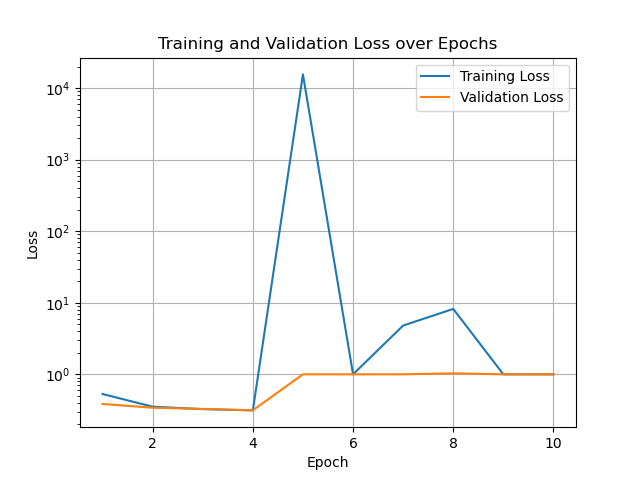 Training and Validation Loss over Epochs
Training Loss
Validation Loss
Loss
10⁴
10³
10²
10¹
10⁰
2 4 6 8 10
Epoch